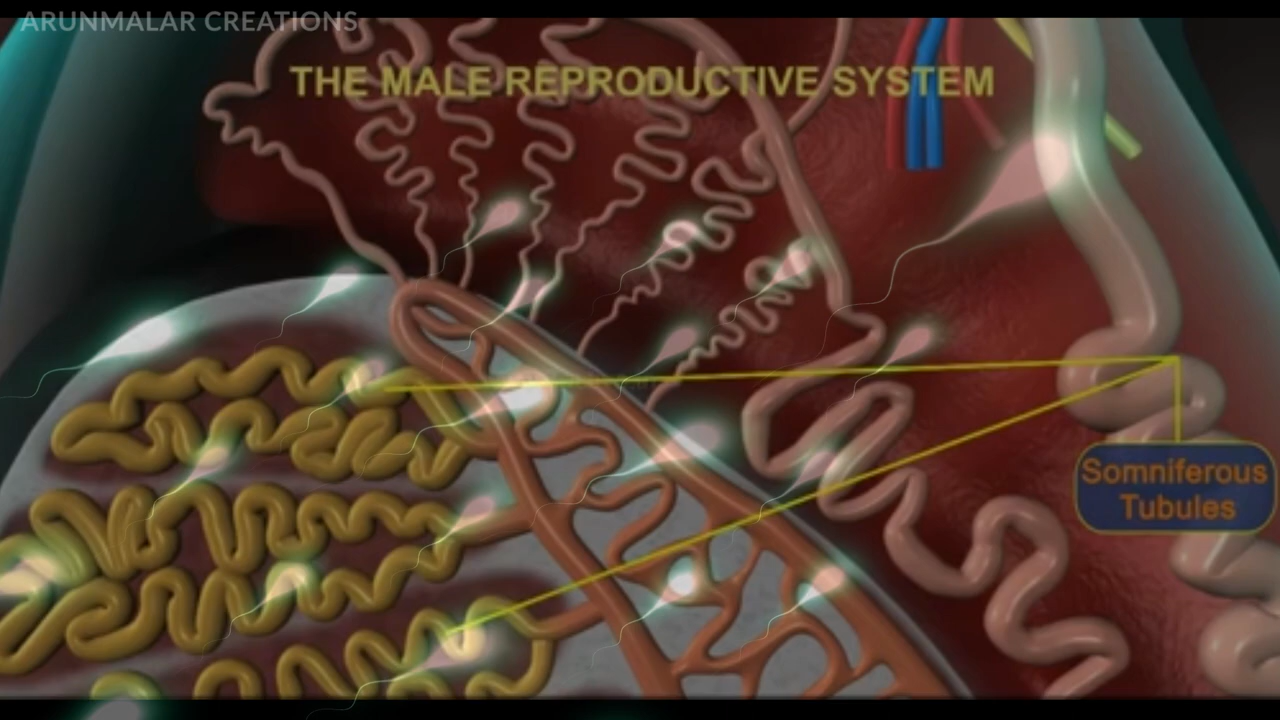 ARUNMALAR CREATIONS
THE MALE REPRODUCTIVE SYSTEM
Somniferous
Tubules